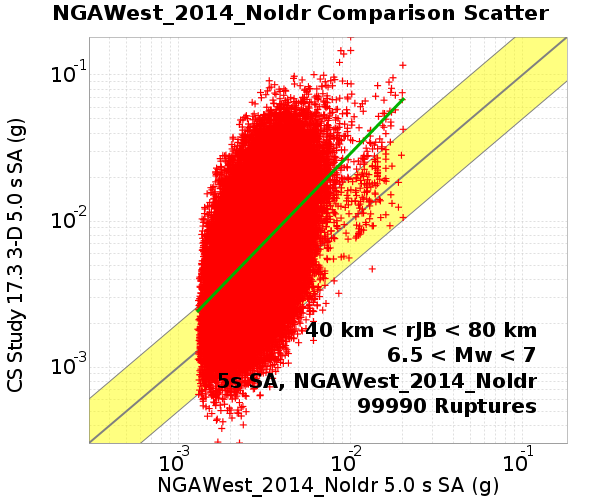 NGAWest_2014_NoIdr Comparison Scatter
CS Study 17.3 3-D 5.0 s SA (g)
10-1
10-2
10-3
40 km < rJB < 80 km
6.5 < Mw < 7
5s SA, NGAWest_2014_NoIdr
99990 Ruptures
10-3 10-2 10-1
NGAWest_2014_NoIdr 5.0 s SA (g)